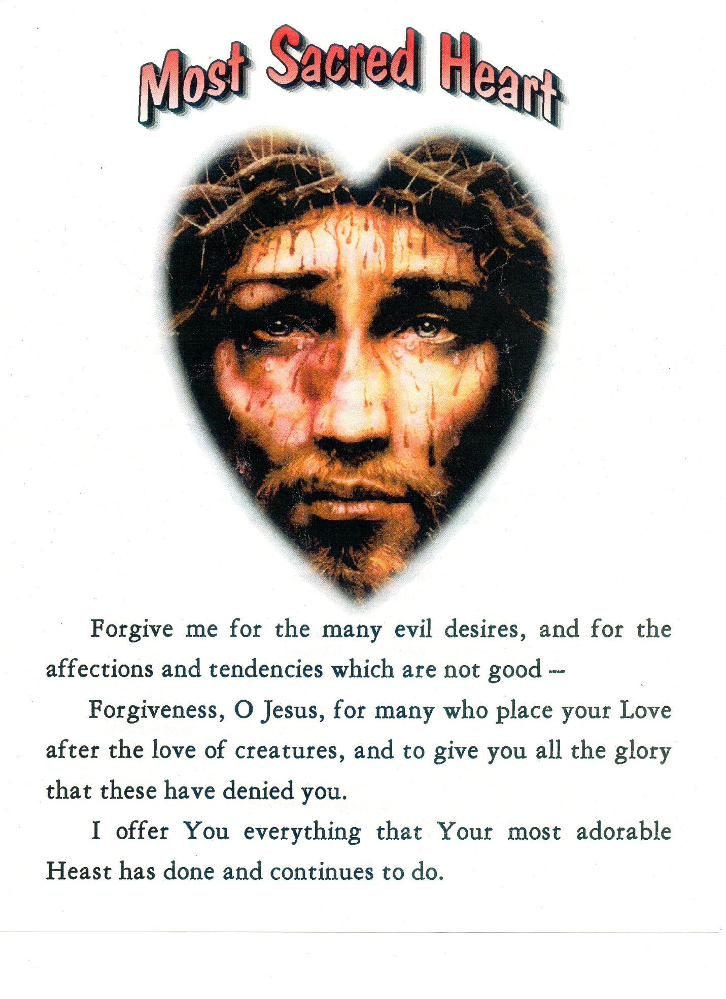 Most Sacred Heart
Forgive me for the many evil desires, and for the
affections and tendencies which are not good --
Forgiveness, O Jesus, for many who place your Love
after the love of creatures, and to give you all the glory
that these have denied you.
I offer You everything that Your most adorable
Heast has done and continues to do.